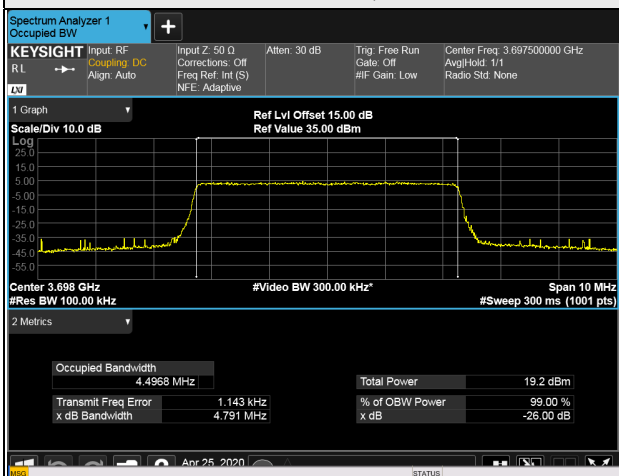 Spectrum Analyzer 1
Occupied BW
+
KEYSIGHT Input: RF Input Z: 50 Ω Atten: 30 dB Trig: Free Run Center Freq: 3.697500000 GHz
RL Coupling: DC Corrections: Off Gate: Off Avg|Hold: 1/1
Align: Auto Freq Ref: Int (S) #IF Gain: Low Radio Std: None
LXI NFE: Adaptive
1 Graph
Ref Lvl Offset 15.00 dB
Scale/Div 10.0 dB Ref Value 35.00 dBm
Log
25.0
15.0
5.00
-5.00
-15.0
-25.0
-35.0
-45.0
-55.0
Center 3.698 GHz #Video BW 300.00 kHz* Span 10 MHz
#Res BW 100.00 kHz #Sweep 300 ms (1001 pts)
2 Metrics
Occupied Bandwidth
4.4968 MHz Total Power 19.2 dBm
Transmit Freq Error 1.143 kHz % of OBW Power 99.00 %
x dB Bandwidth 4.791 MHz x dB -26.00 dB
Apr 25, 2020
MSG STATUS